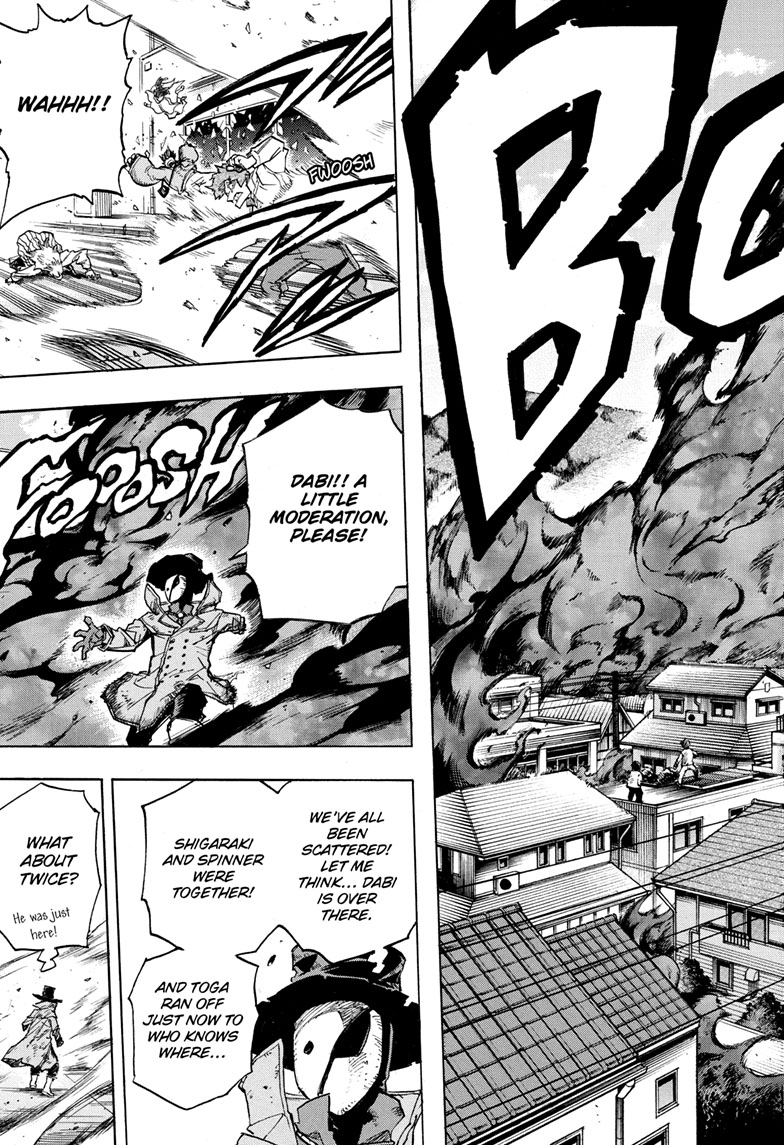 BO
WAHHH!!
FWOOSH
FOOOSH
DABI!! A
LITTLE
MODERATION,
PLEASE!
WE'VE ALL
BEEN
SCATTERED!
LET ME
THINK... DABI
IS OVER
THERE.
SHIGARAKI
AND SPINNER
WERE
TOGETHER!
AND TOGA
RAN OFF
JUST NOW TO
WHO KNOWS
WHERE...
WHAT
ABOUT
TWICE?
He was just
here!